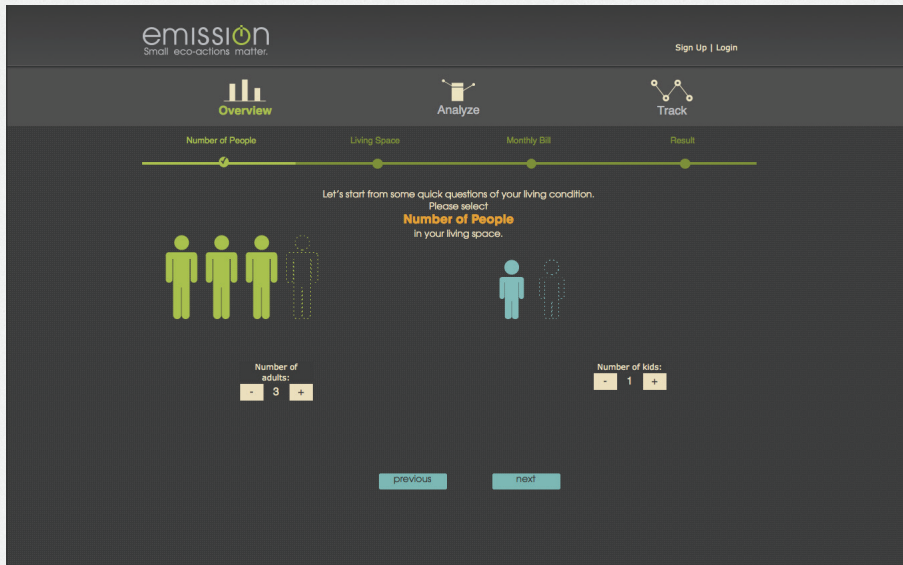 emission
Small eco-actions matter.
Sign Up | Login
Overview
Analyze
Track
Number of People
Living Space
Monthly Bill
Result
Let's start from some quick questions of your living condition.
Please select
Number of People
in your living space.
Number of
adults:
- 3 +
Number of kids:
- 1 +
previous
next